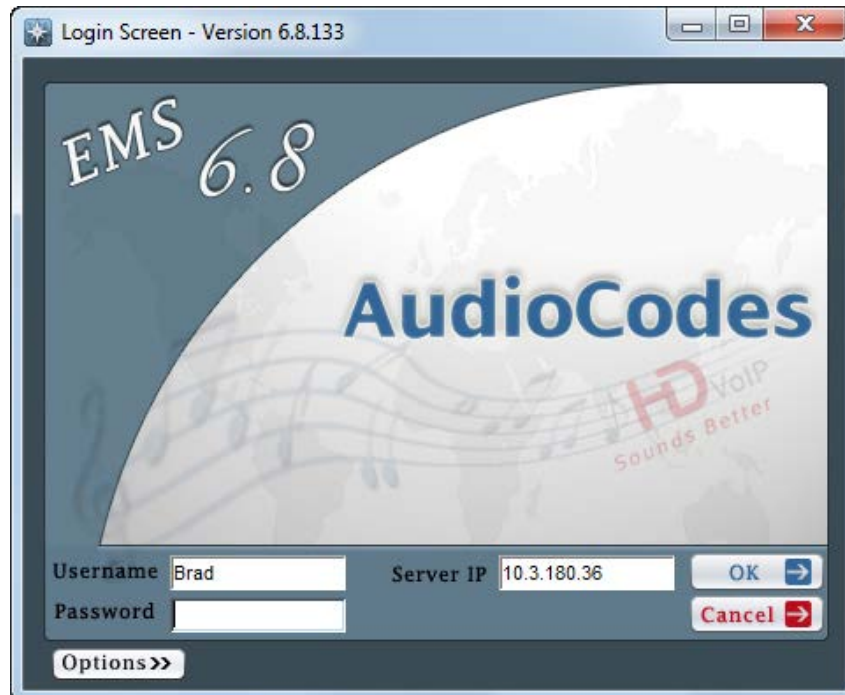 Login Screen - Version 6.8.133
EMS 6.8
AudioCodes
HD VoIP
Sounds Better
Username Brad Server IP 10.3.180.36 OK
Password Cancel
Options>>